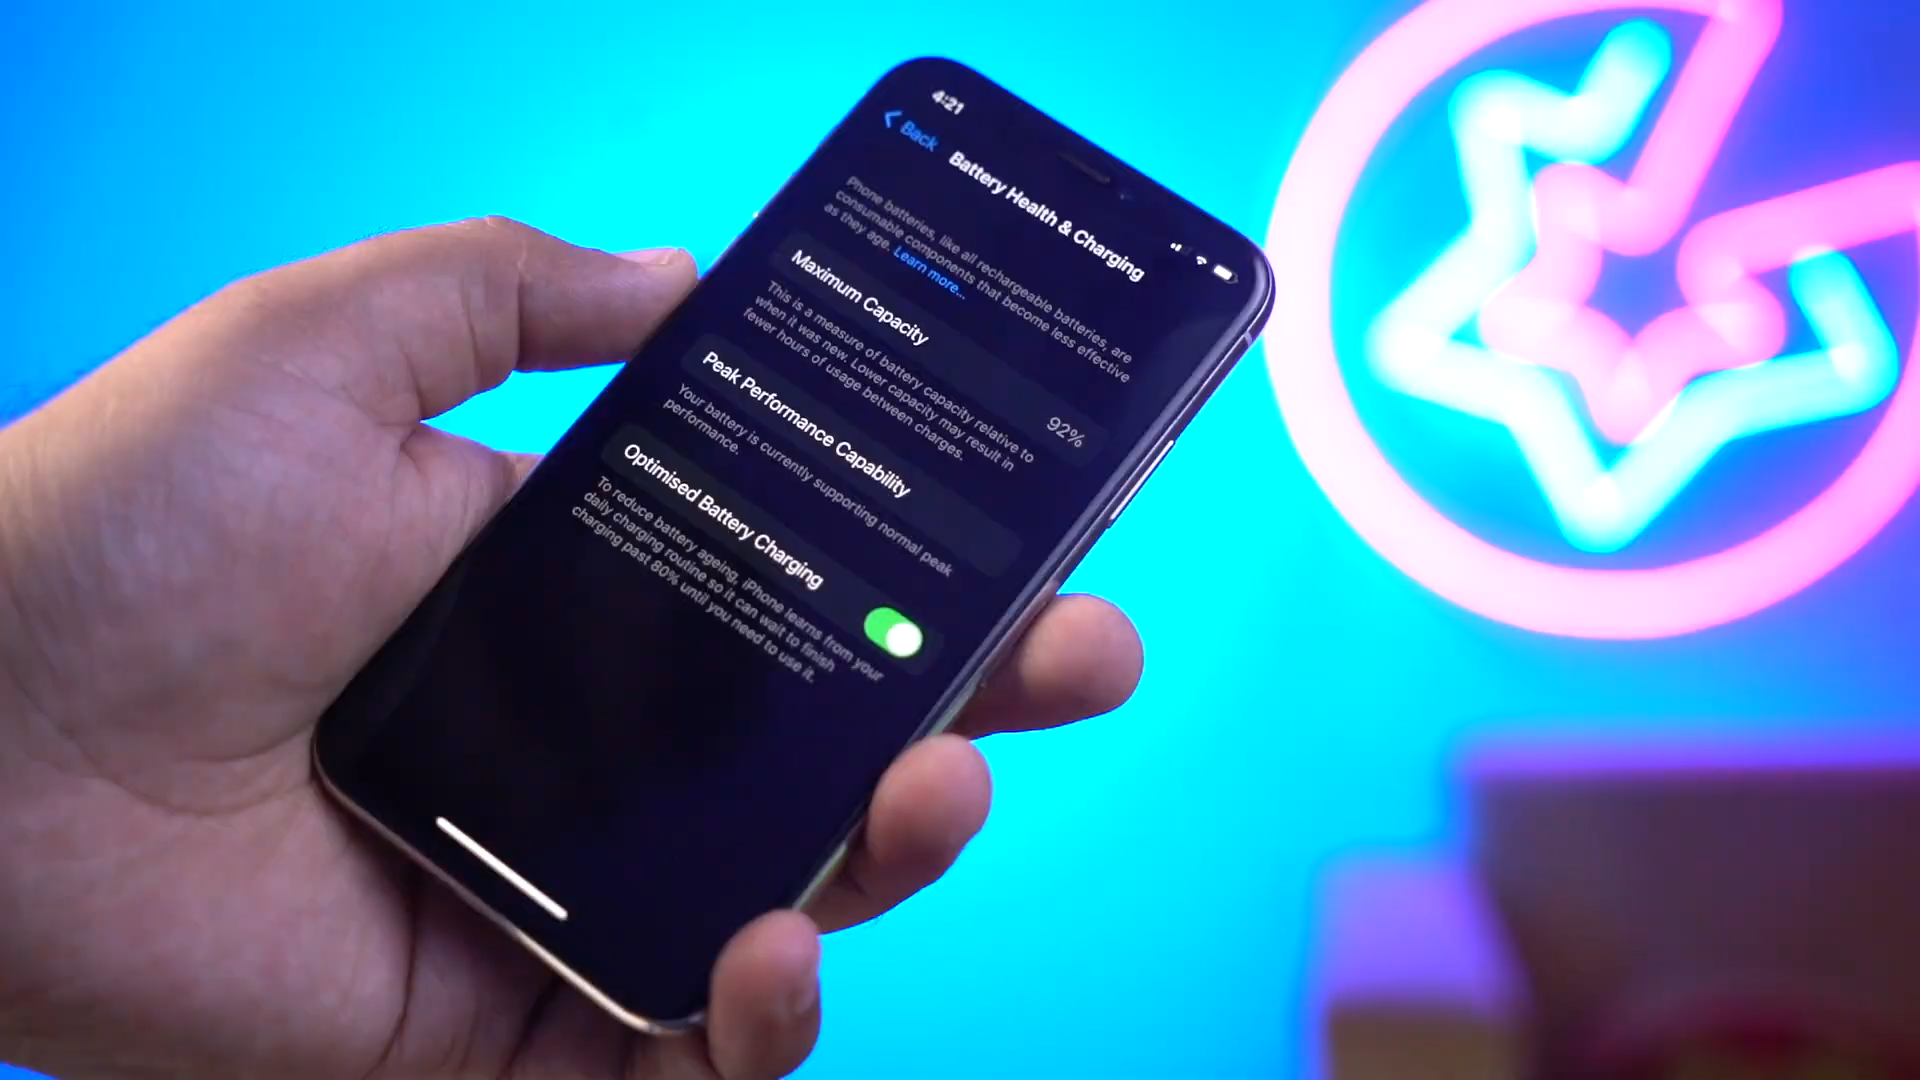 4:21
Back
Battery Health & Charging
Phone batteries, like all rechargeable batteries, are
consumable components that become less effective
as they age. Learn more...
Maximum Capacity
92%
This is a measure of battery capacity relative to
when it was new. Lower capacity may result in
fewer hours of usage between charges.
Peak Performance Capability
Your battery is currently supporting normal peak
performance.
Optimised Battery Charging
To reduce battery ageing, iPhone learns from your
daily charging routine so it can wait to finish
charging past 80% until you need to use it.